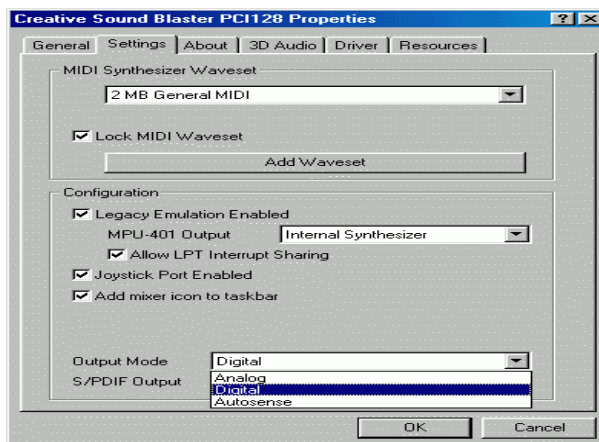 Creative Sound Blaster PCI128 Properties
General Settings About 3D Audio Driver Resources
MIDI Synthesizer Waveset
2 MB General MIDI
Lock MIDI Waveset
Add Waveset
Configuration
Legacy Emulation Enabled
MPU-401 Output Internal Synthesizer
Allow LPT Interrupt Sharing
Joystick Port Enabled
Add mixer icon to taskbar
Output Mode Digital
S/PDIF Output Analog
Digital
Autosense
OK Cancel